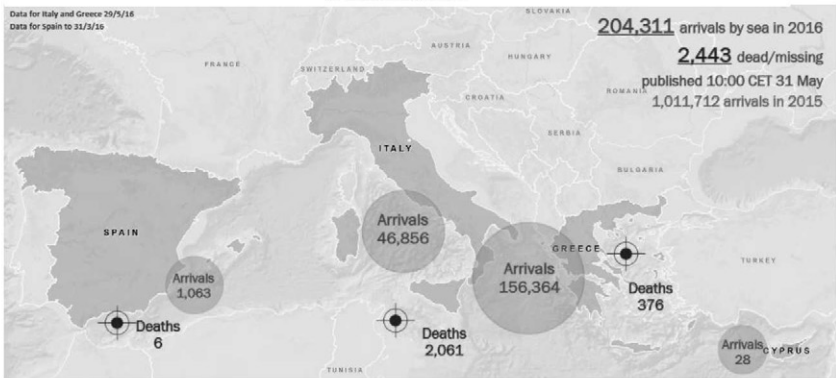 Data for Italy and Greece 29/5/16
Data for Spain to 31/3/16
204,311 arrivals by sea in 2016
2,443 dead/missing
published 10:00 CET 31 May
1,011,712 arrivals in 2015
SLOVAKIA
AUSTRIA
FRANCE
SWITZERLAND
HUNGARY
ROMANIA
CROATIA
ITALY
SERBIA
BULGARIA
SPAIN
Arrivals
46,856
GREECE
Arrivals
1,063
Arrivals
156,364
TURKEY
Deaths
376
Deaths
6
Deaths
2,061
Arrivals
28
CYPRUS
TUNISIA